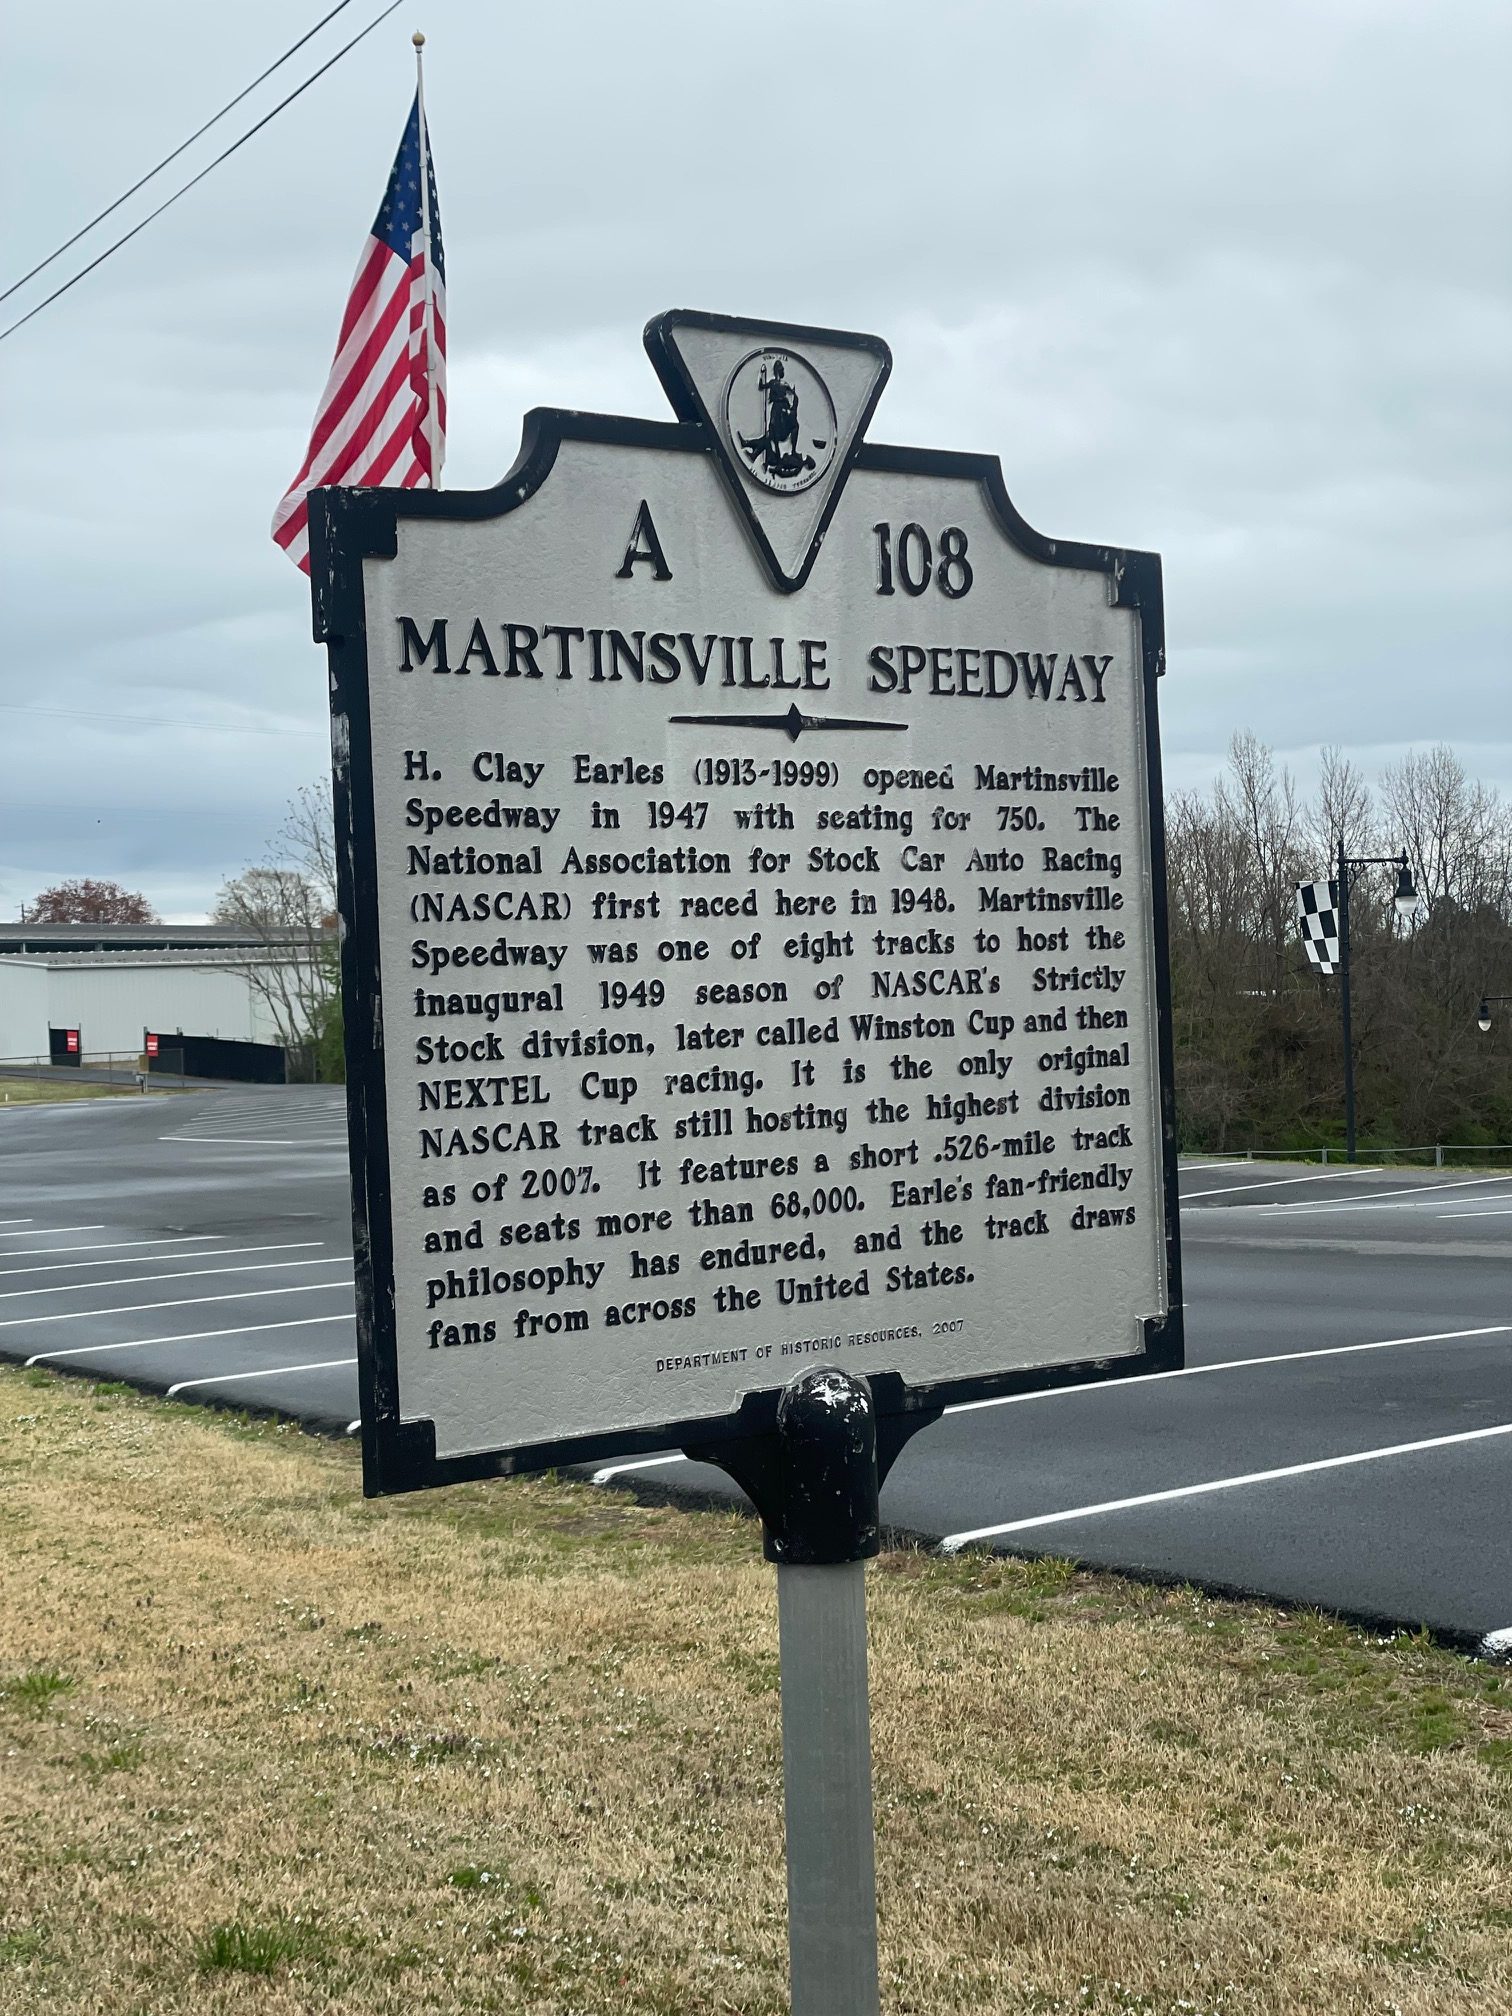 A 108
MARTINSVILLE SPEEDWAY
H. Clay Earles (1913-1999) opened Martinsville
Speedway in 1947 with seating for 750. The
National Association for Stock Car Auto Racing
(NASCAR) first raced here in 1948. Martinsville
Speedway was one of eight tracks to host the
inaugural 1949 season of NASCAR's Strictly
Stock division, later called Winston Cup and then
NEXTEL Cup racing. It is the only original
NASCAR track still hosting the highest division
as of 2007. It features a short .526-mile track
and seats more than 68,000. Earle's fan-friendly
philosophy has endured, and the track draws
fans from across the United States.
DEPARTMENT OF HISTORIC RESOURCES, 2007